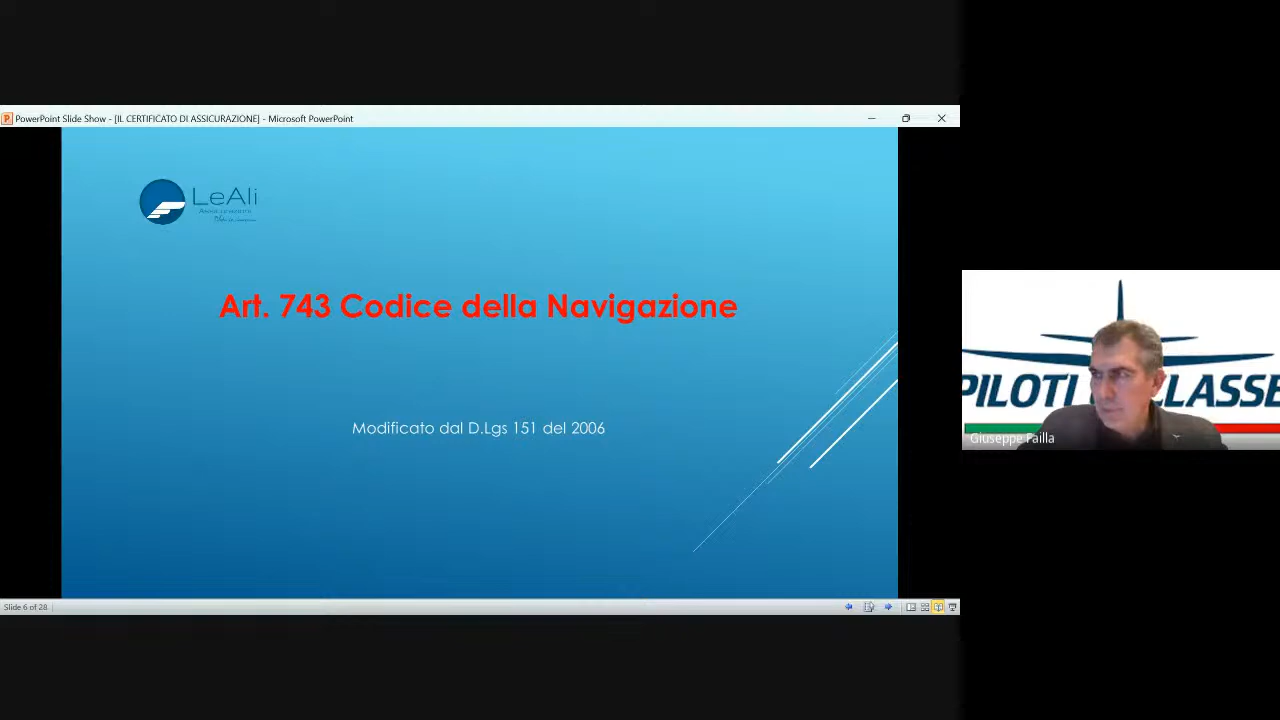 PowerPoint Slide Show - [IL CERTIFICATO DI ASSICURAZIONE] - Microsoft PowerPoint
LeAli
Art. 743 Codice della Navigazione
Modificato dal D.Lgs 151 del 2006
PILOTI CLASSE
Giuseppe Failla
Slide 6 of 28